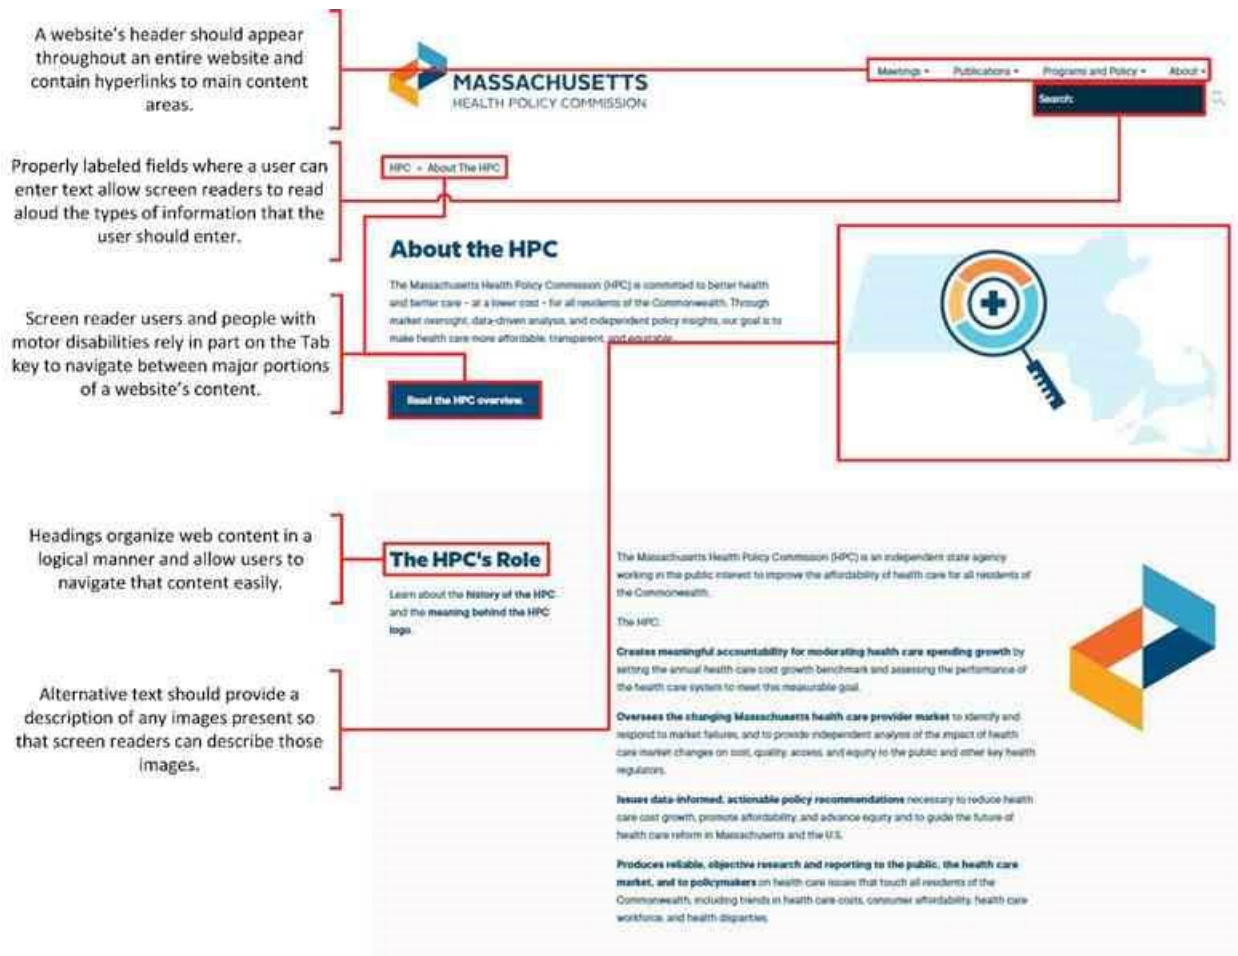 A website's header should appear
throughout an entire website and
contain hyperlinks to main content
areas.
MASSACHUSETTS
HEALTH POLICY COMMISSION
Meetings
Publications
Programs and Policy
About
Search:
Properly labeled fields where a user can
enter text allow screen readers to read
aloud the types of information that the
user should enter.
HPC » About The HPC
About the HPC
The Massachusetts Health Policy Commission (HPC) is committed to better health
and better care – at a lower cost – for all residents of the Commonwealth. Through
market oversight, data-driven analysis, and independent policy insights, our goal is to
make health care more affordable, transparent, and equitable.
Screen reader users and people with
motor disabilities rely in part on the Tab
key to navigate between major portions
of a website's content.
Read the HPC overview.
Headings organize web content in a
logical manner and allow users to
navigate that content easily.
The HPC's Role
Learn about the history of the HPC
and the meaning behind the HPC
logo.
The Massachusetts Health Policy Commission (HPC) is an independent state agency
working in the public interest to improve the affordability of health care for all residents of
the Commonwealth.
The HPC:
Creates meaningful accountability for moderating health care spending growth by
setting the annual health care cost growth benchmark and assessing the performance of
the health care system to meet this measurable goal.
Oversees the changing Massachusetts health care provider market to identify and
respond to market failures, and to provide independent analysis of the impact of health
care market changes on cost, quality, access, and equity to the public and other key health
regulators.
Issues data-informed, actionable policy recommendations necessary to reduce health
care cost growth, promote affordability, and advance equity and to guide the future of
health care reform in Massachusetts and the U.S.
Produces reliable, objective research and reporting to the public, the health care
market, and to policymakers on health care issues that touch all residents of the
Commonwealth, including trends in health care costs, consumer affordability, health care
workforce, and health disparities.
Alternative text should provide a
description of any images present so
that screen readers can describe those
images.